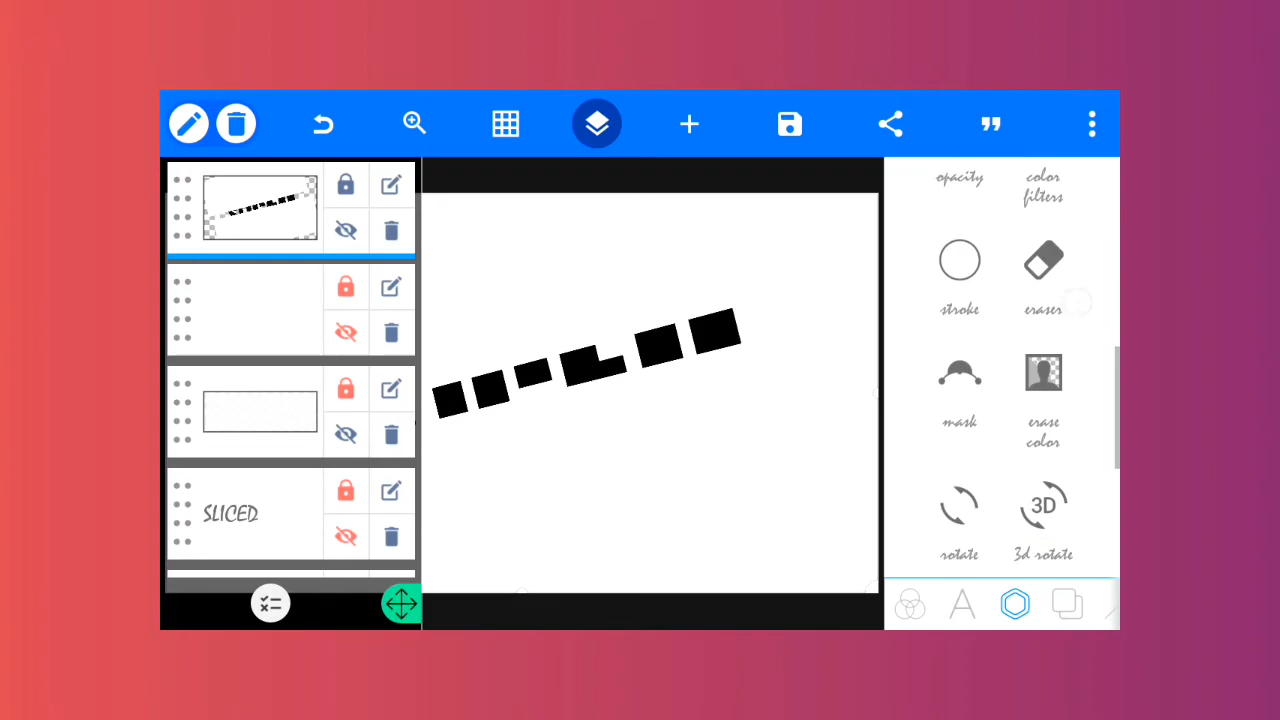 opacity
color
filters
stroke
eraser
mask
erase
color
rotate
3D
3d rotate
SLICED
A